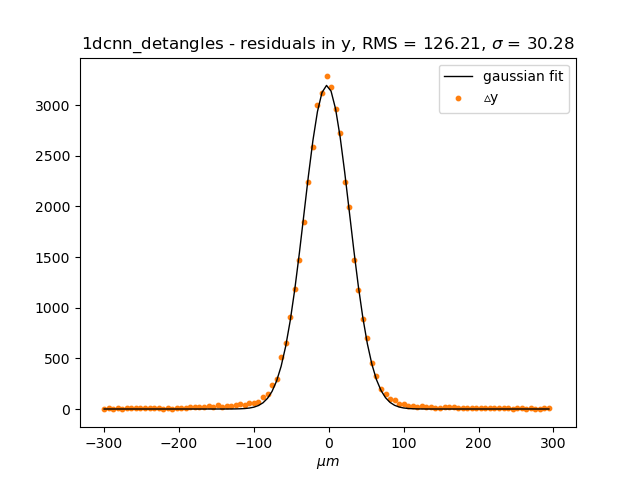 1dcnn_detangles - residuals in y, RMS = 126.21, σ = 30.28
gaussian fit
△y
3000
2500
2000
1500
1000
500
0
−300 −200 −100 0 100 200 300
μm